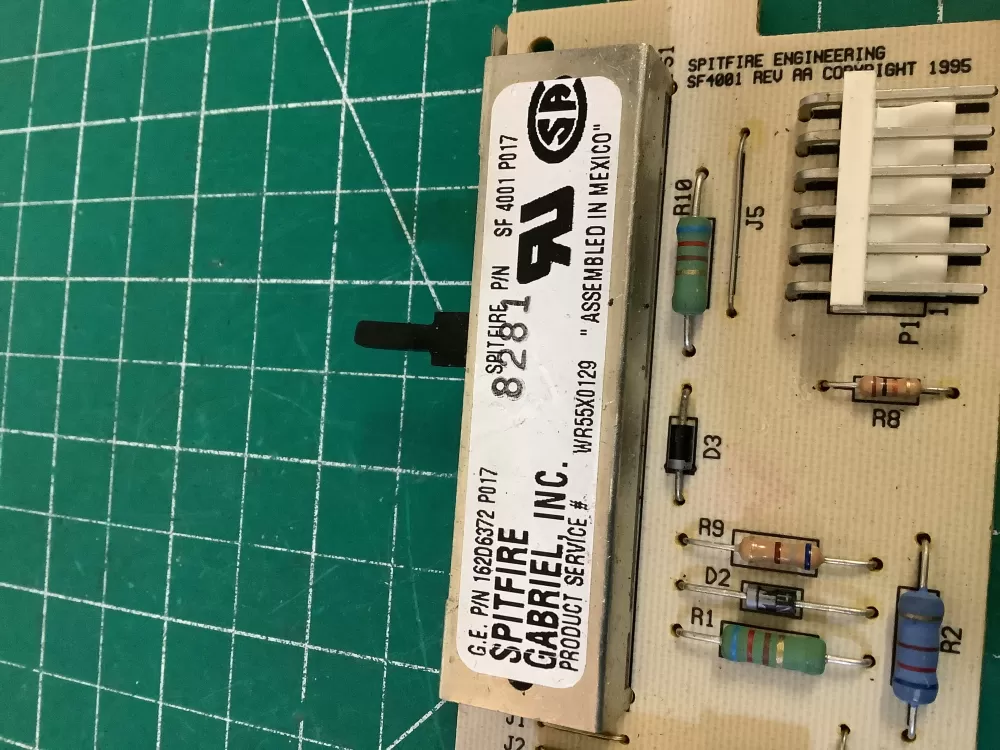 SPITFIRE ENGINEERING
SF4001 REV AA COPYRIGHT 1995
G.E. P/N 162D6372 P017
SPITFIRE P/N SF 4001 P017
8281
SPITFIRE
GABRIEL, INC.
PRODUCT SERVICE # WR55X0129 " ASSEMBLED IN MEXICO"
R10
J5
P1
1
R8
D3
R9
D2
R1
R2
J1
J2